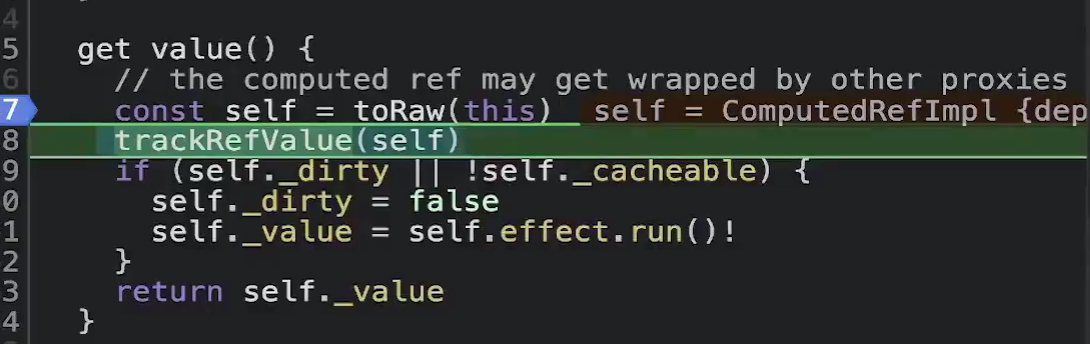 4
5 get value() {
6 // the computed ref may get wrapped by other proxies
7 const self = toRaw(this) self = ComputedRefImpl {dep
8 trackRefValue(self)
9 if (self._dirty || !self._cacheable) {
0 self._dirty = false
1 self._value = self.effect.run()!
2 }
3 return self._value
4 }